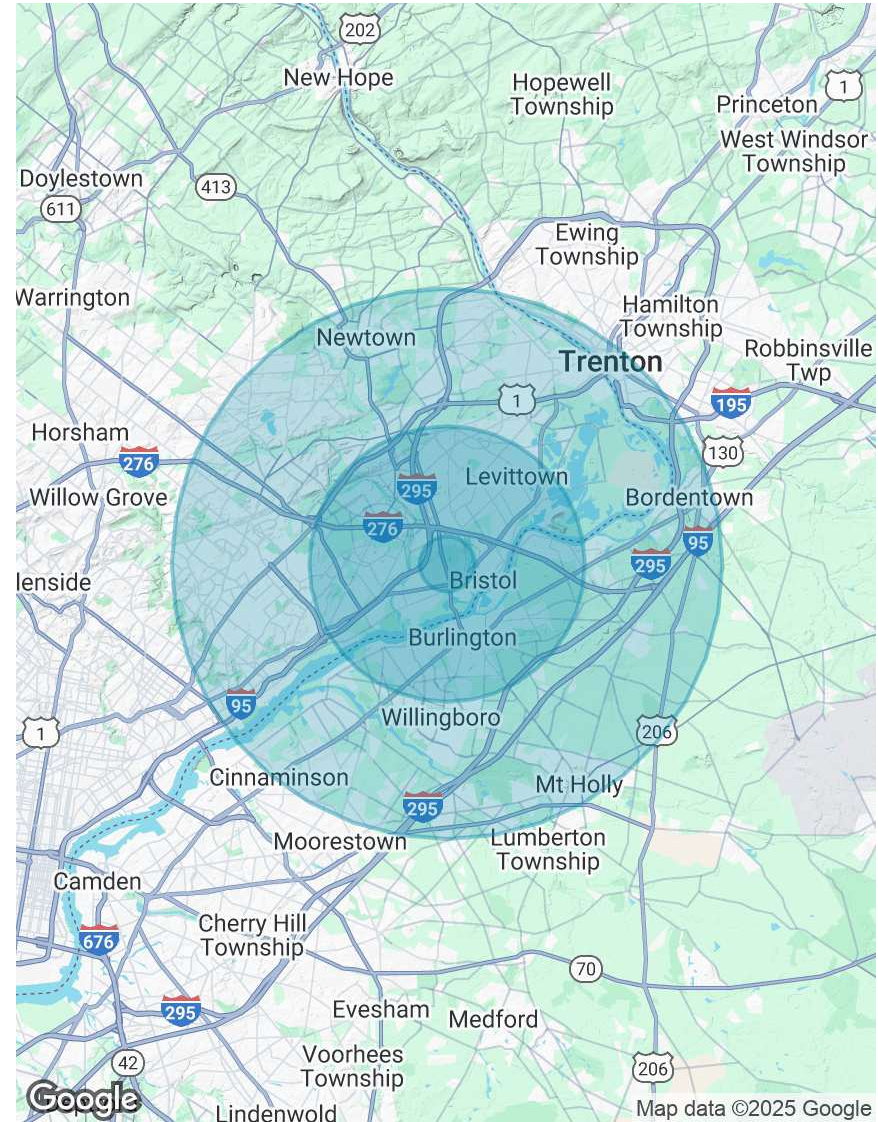 202
New Hope
Hopewell
Township
1
Princeton
West Windsor
Township
Doylestown
413
611
Ewing
Township
Warrington
Hamilton
Township
Newtown
Trenton
Robbinsville
Twp
1
195
Horsham
276
130
Levittown
295
Willow Grove
Bordentown
276
95
295
lenside
Bristol
Burlington
95
Willingboro
1
206
Cinnaminson
Mt Holly
295
Moorestown
Lumberton
Township
Camden
Cherry Hill
Township
676
70
295
Evesham
Medford
42
Voorhees
Township
206
Google
Lindenwold
Map data ©2025 Google